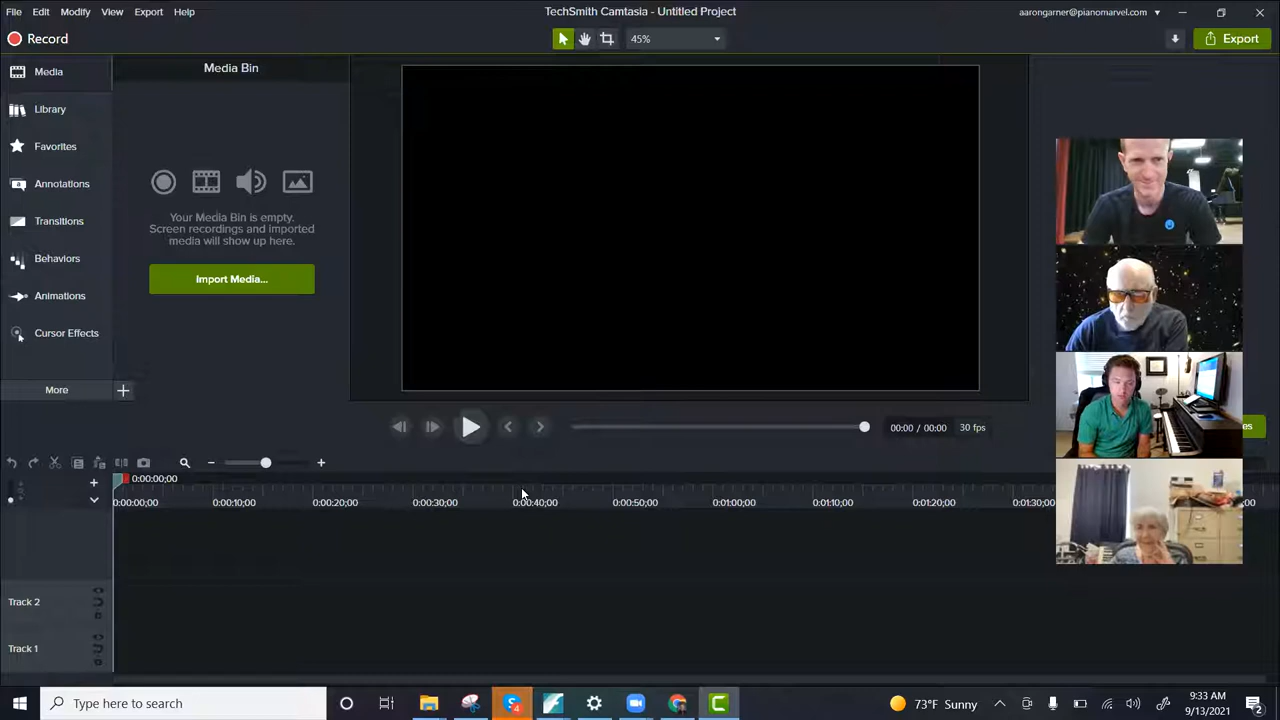 File Edit Modify View Export Help
TechSmith Camtasia - Untitled Project
aarongarner@pianomarvel.com
Record
45%
Export
Media
Library
Favorites
Annotations
Transitions
Behaviors
Animations
Cursor Effects
More
Media Bin
Your Media Bin is empty.
Screen recordings and imported
media will show up here.
Import Media...
00:00 / 00:00 30 fps
0:00:00;00
0:00:00;00 0:00:10;00 0:00:20;00 0:00:30;00 0:00:40;00 0:00:50;00 0:01:00;00 0:01:10;00 0:01:20;00
Track 2
Track 1
Type here to search
73°F Sunny
9:33 AM
9/13/2021